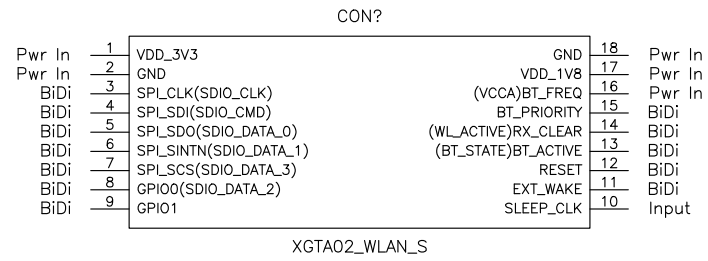 CON?
Pwr In 1 VDD_3V3 GND 18 Pwr In
Pwr In 2 GND VDD_1V8 17 Pwr In
BiDi 3 SPI_CLK(SDIO_CLK) (VCCA)BT_FREQ 16 Pwr In
BiDi 4 SPI_SDI(SDIO_CMD) BT_PRIORITY 15 BiDi
BiDi 5 SPI_SDO(SDIO_DATA_0) (WL_ACTIVE)RX_CLEAR 14 BiDi
BiDi 6 SPI_SINTN(SDIO_DATA_1) (BT_STATE)BT_ACTIVE 13 BiDi
BiDi 7 SPI_SCS(SDIO_DATA_3) RESET 12 BiDi
BiDi 8 GPIO0(SDIO_DATA_2) EXT_WAKE 11 BiDi
BiDi 9 GPIO1 SLEEP_CLK 10 Input
XGTA02_WLAN_S